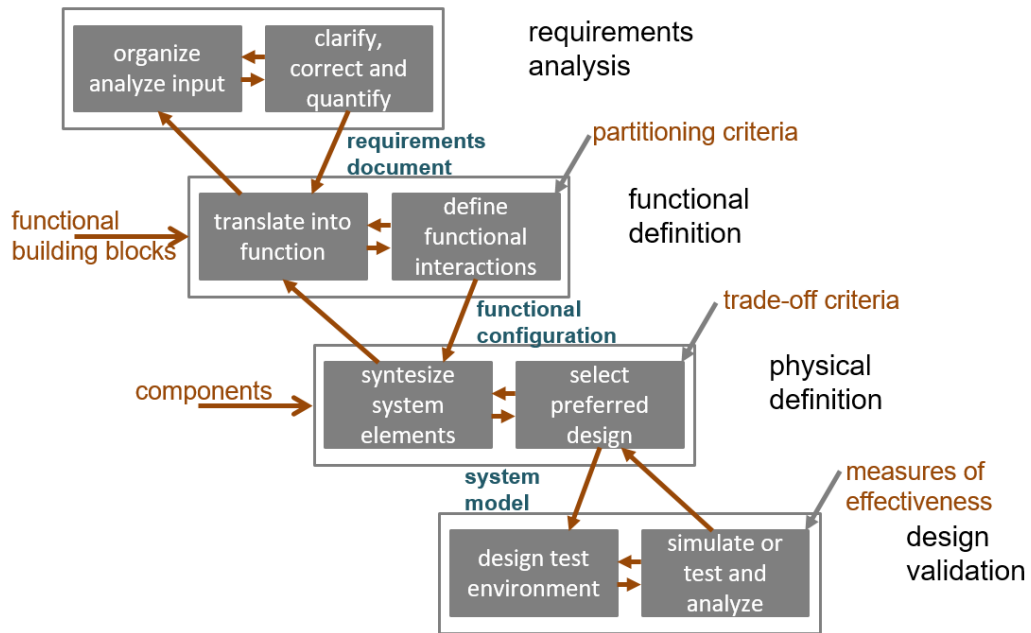 organize
analyze input
clarify,
correct and
quantify
requirements
analysis
requirements
document
partitioning criteria
functional
building blocks
translate into
function
define
functional
interactions
functional
definition
functional
configuration
trade-off criteria
components
syntesize
system
elements
select
preferred
design
physical
definition
system
model
measures of
effectiveness
design test
environment
simulate or
test and
analyze
design
validation